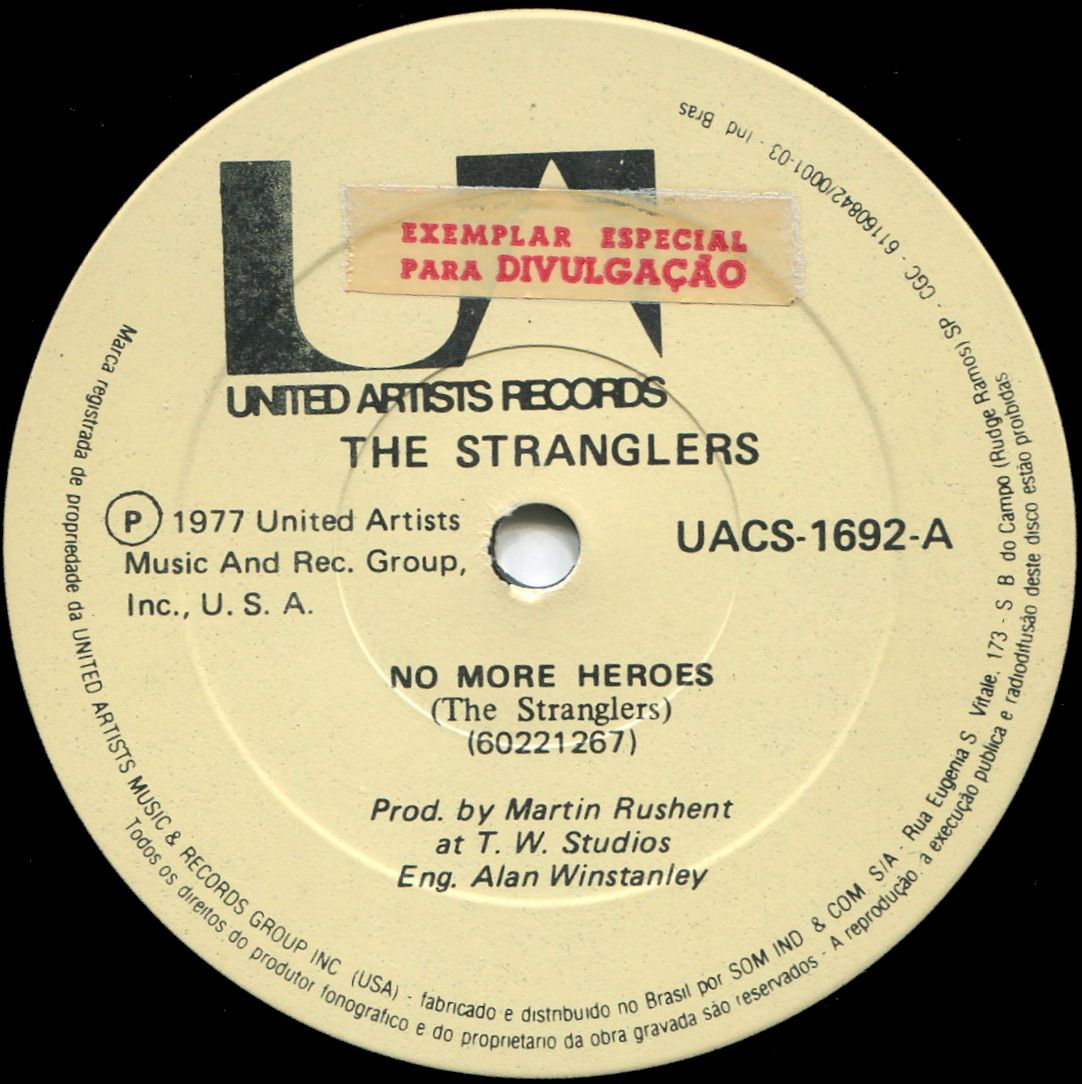 UA
EXEMPLAR ESPECIAL
PARA DIVULGAÇÃO
UNITED ARTISTS RECORDS
THE STRANGLERS
P 1977 United Artists
Music And Rec. Group,
Inc., U. S. A.
UACS-1692-A
NO MORE HEROES
(The Stranglers)
(60221267)
Prod. by Martin Rushent
at T. W. Studios
Eng. Alan Winstanley
Marca registrada de propriedade da UNITED ARTISTS MUSIC & RECORDS GROUP INC (USA) - fabricado e distribuido no Brasil por SOM IND & COM S/A - Rua Eugenia S Vitale, 173 - S B do Campo (Rudge Ramos) SP - CGC - 61160842/0001-03 - Ind Bras
Todos os direitos do produtor fonografico e do proprietario da obra gravada são reservados - A reprodução, a execução publica e radiodifusão deste disco estão proibidas